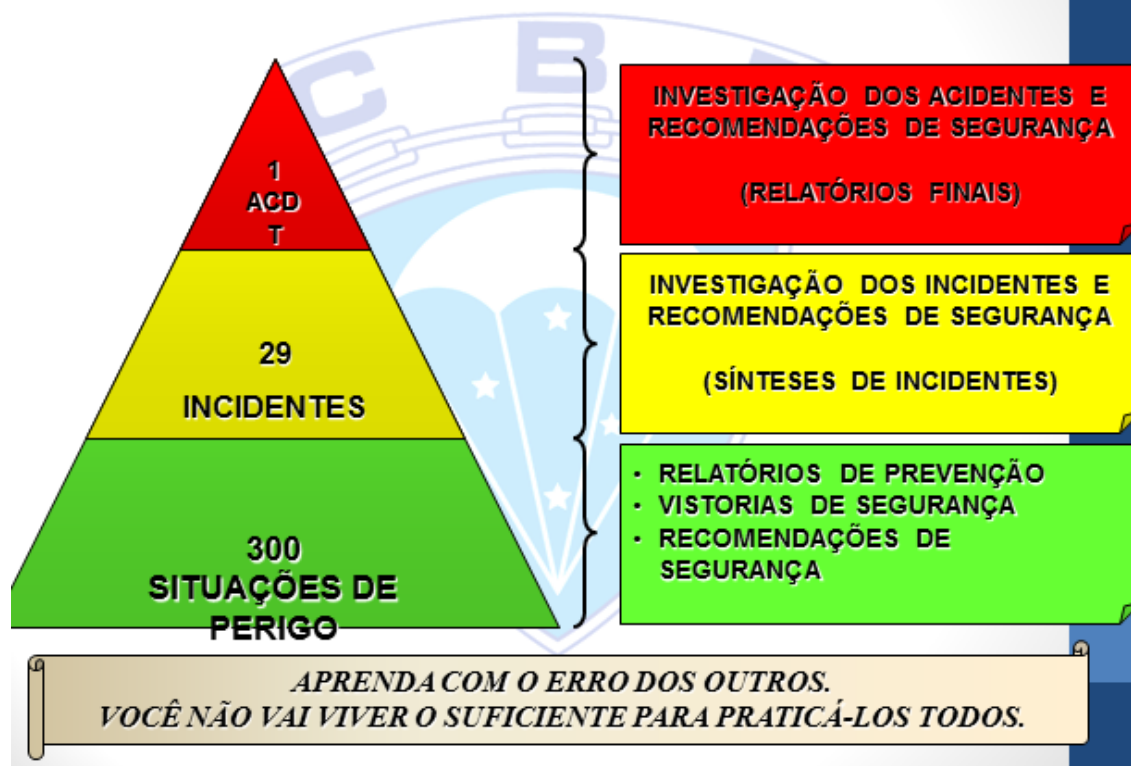 C B
1
ACD
T
29
INCIDENTES
300
SITUAÇÕES DE
PERIGO
INVESTIGAÇÃO DOS ACIDENTES E
RECOMENDAÇÕES DE SEGURANÇA
(RELATÓRIOS FINAIS)
INVESTIGAÇÃO DOS INCIDENTES E
RECOMENDAÇÕES DE SEGURANÇA
(SÍNTESES DE INCIDENTES)
• RELATÓRIOS DE PREVENÇÃO
• VISTORIAS DE SEGURANÇA
• RECOMENDAÇÕES DE
SEGURANÇA
APRENDA COM O ERRO DOS OUTROS.
VOCÊ NÃO VAI VIVER O SUFICIENTE PARA PRATICÁ-LOS TODOS.